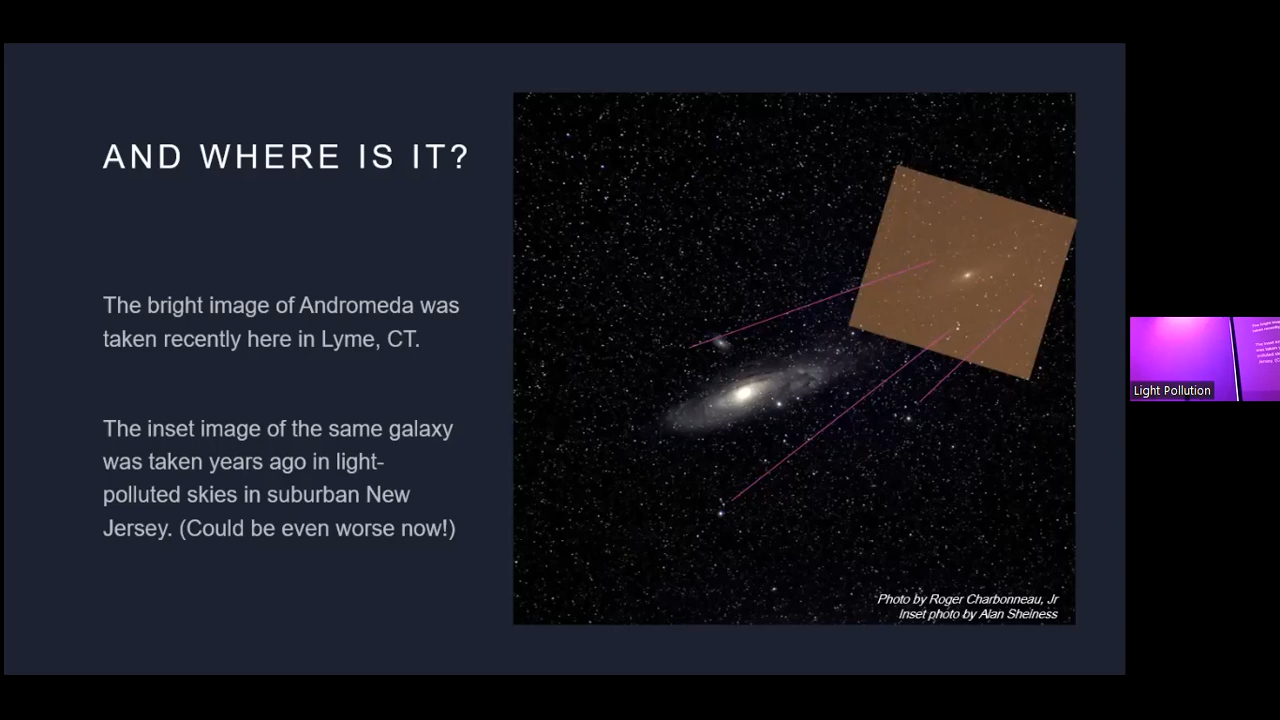 AND WHERE IS IT?
The bright image of Andromeda was
taken recently here in Lyme, CT.
The inset image of the same galaxy
was taken years ago in light-
polluted skies in suburban New
Jersey. (Could be even worse now!)
Photo by Roger Charbonneau, Jr
Inset photo by Alan Sheiness
Light Pollution